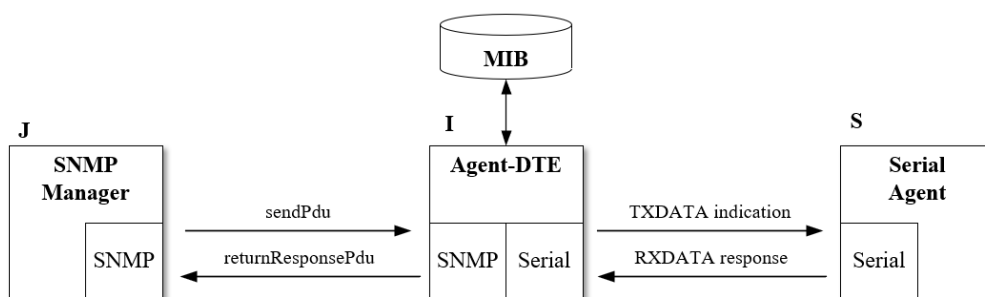 MIB
J
I
S
SNMP
Manager
Agent-DTE
Serial
Agent
sendPdu
TXDATA indication
SNMP
returnResponsePdu
SNMP
Serial
RXDATA response
Serial